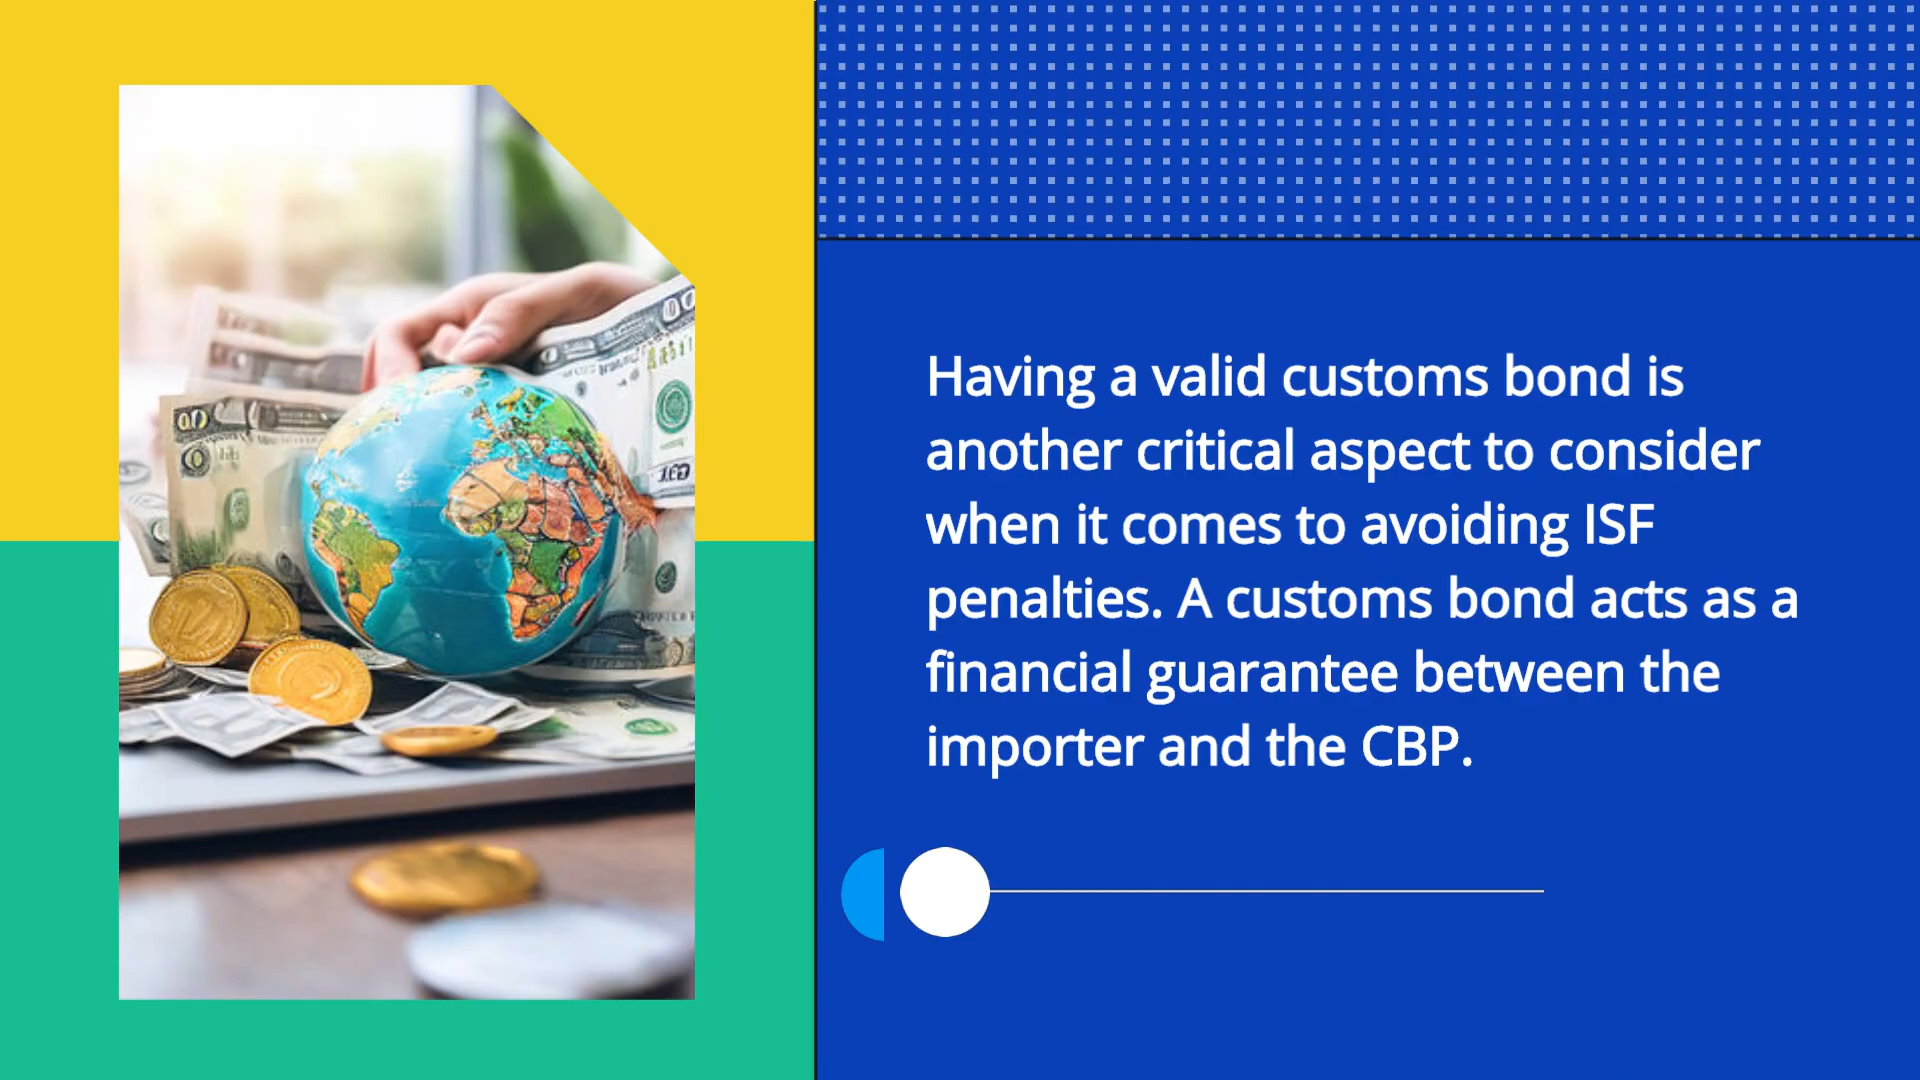 Having a valid customs bond is
another critical aspect to consider
when it comes to avoiding ISF
penalties. A customs bond acts as a
financial guarantee between the
importer and the CBP.